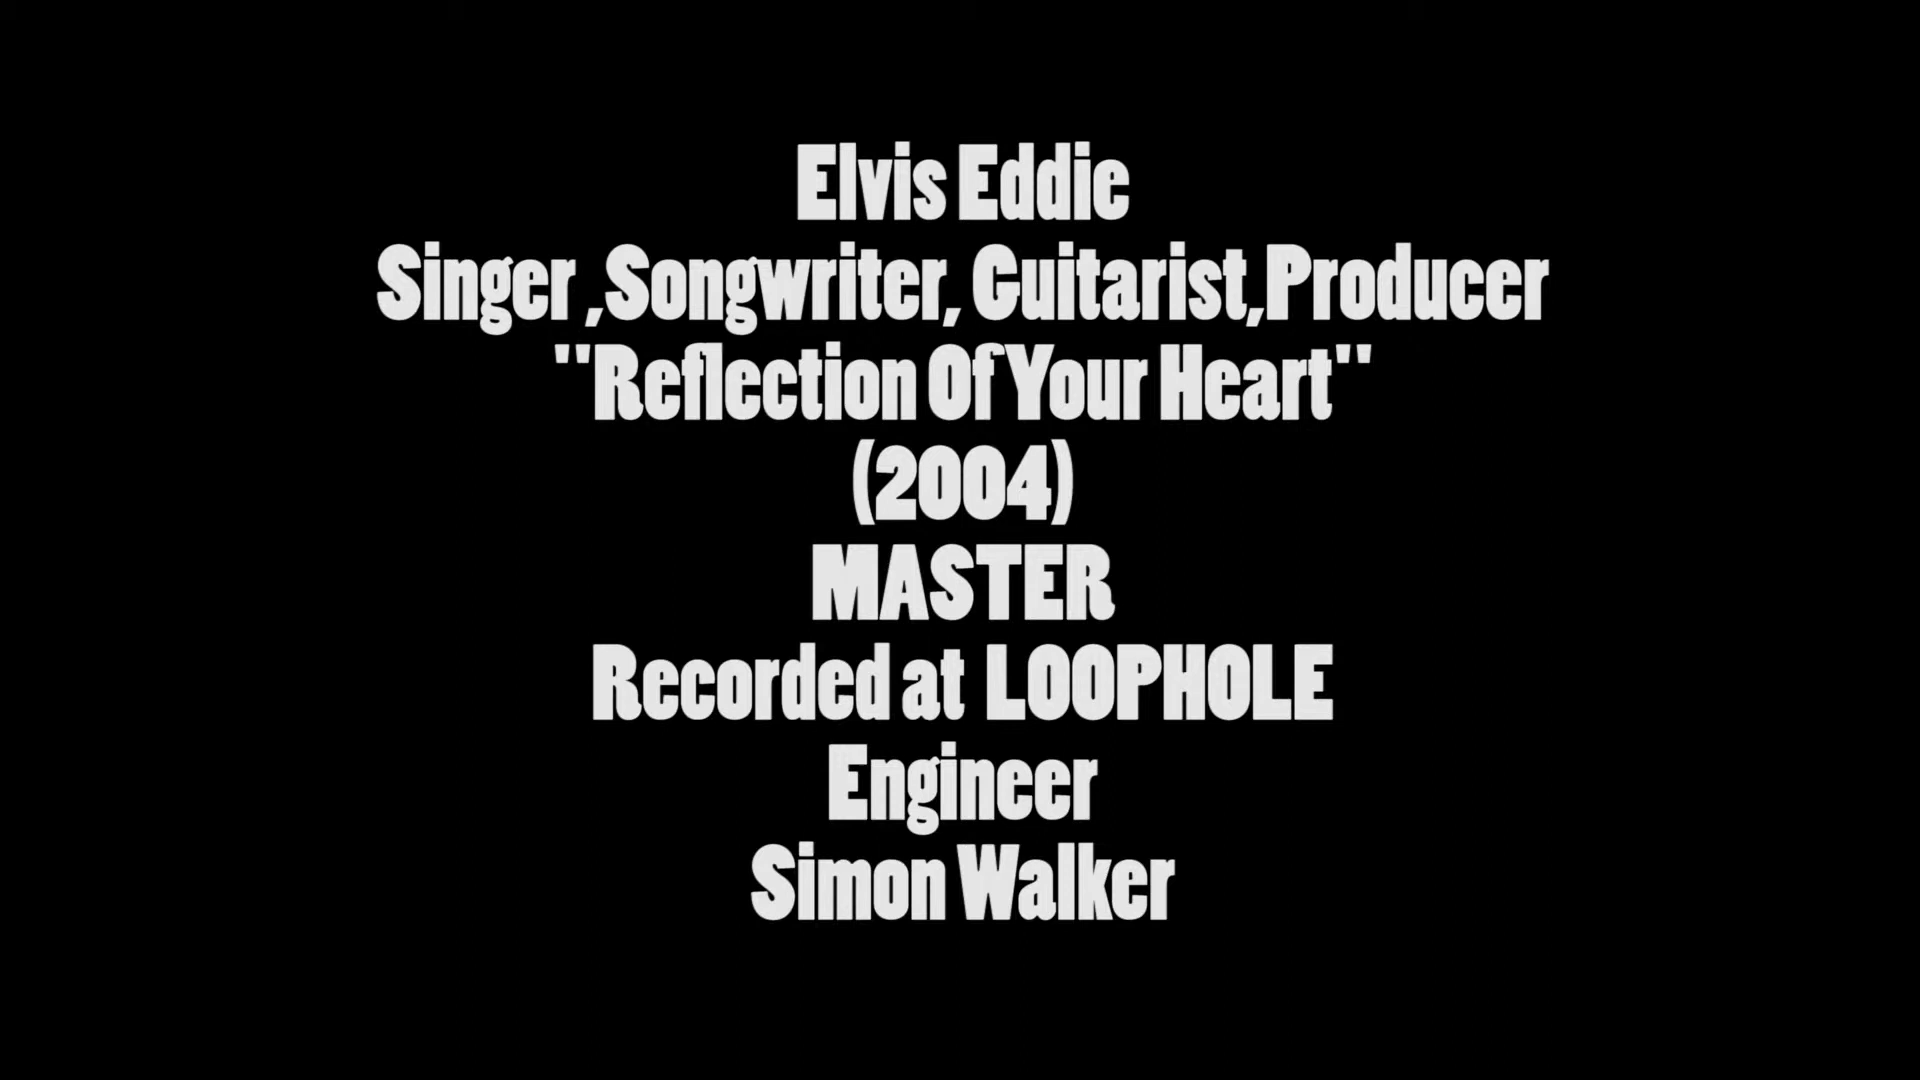 Elvis Eddie
Singer ,Songwriter, Guitarist,Producer
"Reflection Of Your Heart"
(2004)
MASTER
Recorded at LOOPHOLE
Engineer
Simon Walker